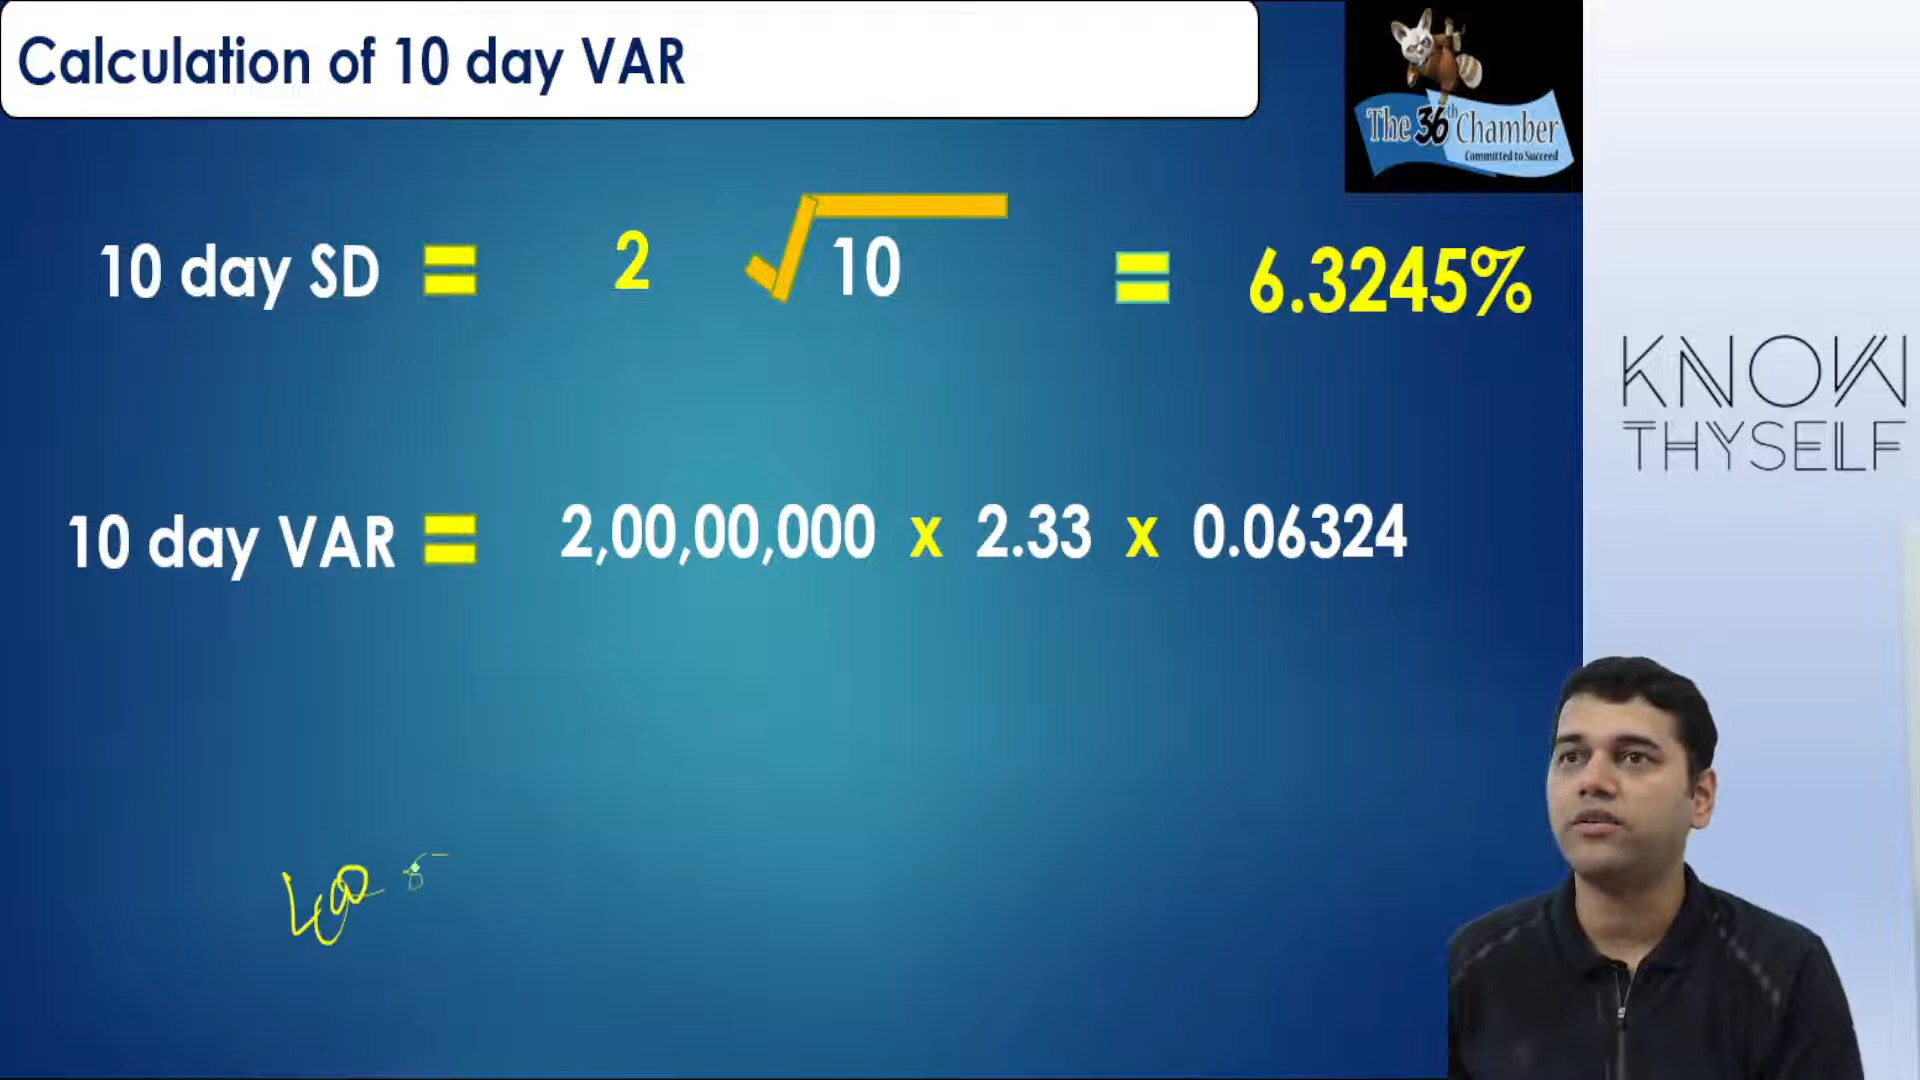 Calculation of 10 day VAR
The 36th Chamber
Committed to Succeed
10 day SD = 2 √10 = 6.3245%
KNOW
THYSELF
10 day VAR = 2,00,00,000 x 2.33 x 0.06324